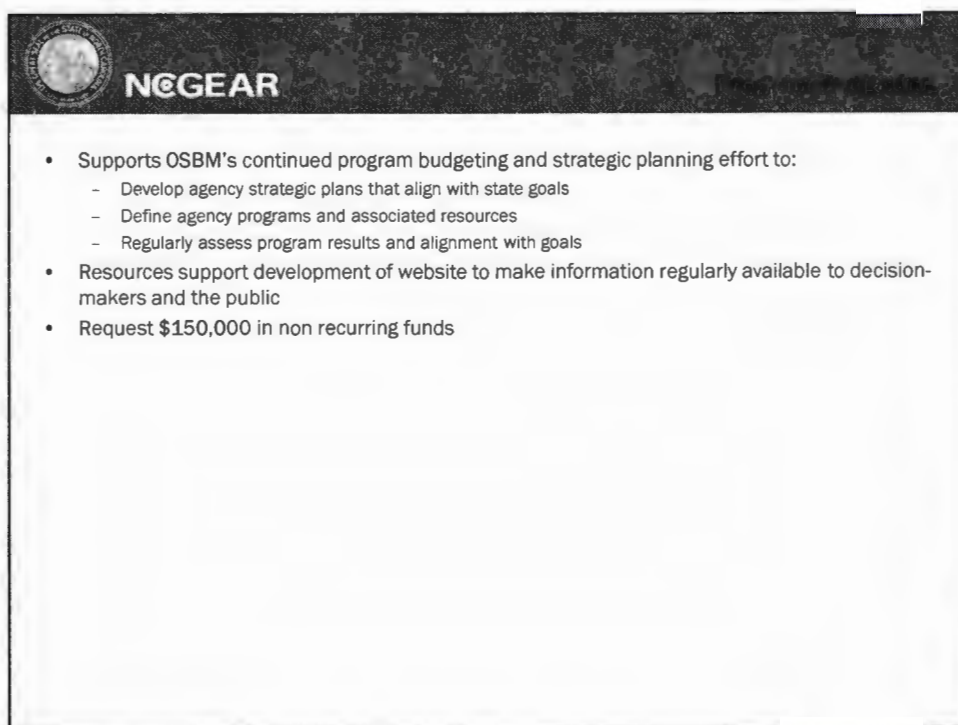 NCGEAR
• Supports OSBM's continued program budgeting and strategic planning effort to:
– Develop agency strategic plans that align with state goals
– Define agency programs and associated resources
– Regularly assess program results and alignment with goals
• Resources support development of website to make information regularly available to decision-
makers and the public
• Request $150,000 in non recurring funds